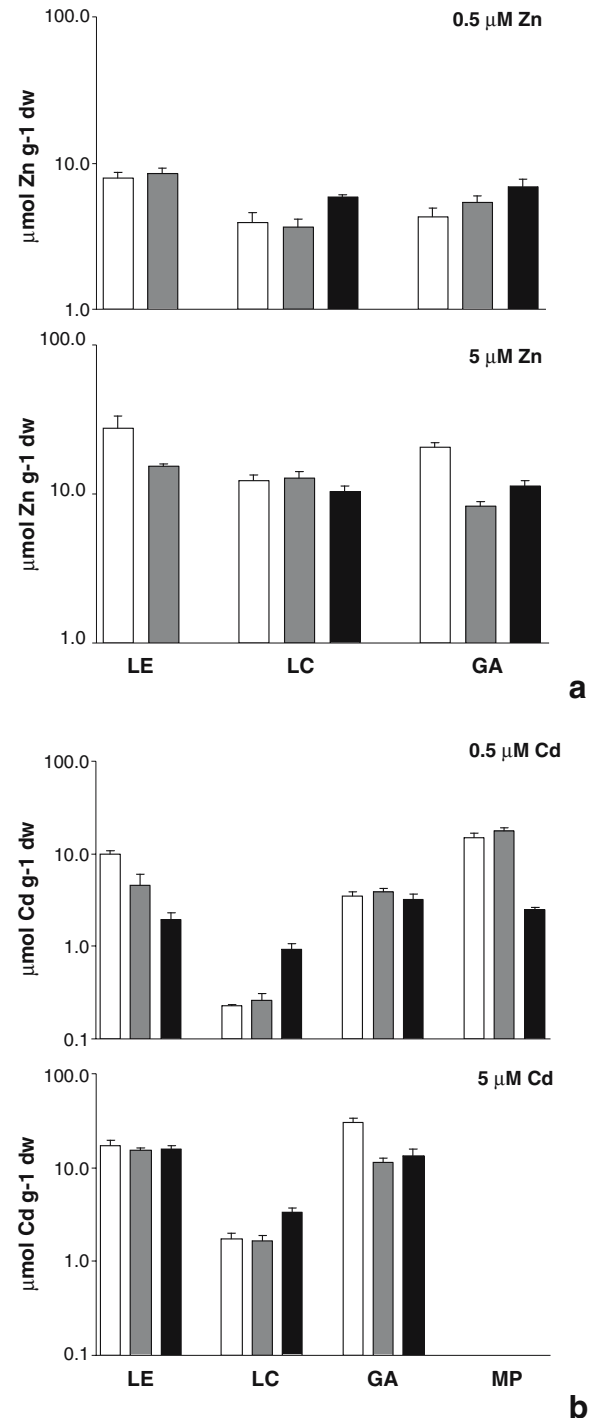 100.0
0.5 μM Zn
10.0
1.0
μmol Zn g-1 dw
100.0
5 μM Zn
10.0
1.0
μmol Zn g-1 dw
LE LC GA
a
0.5 μM Cd
100.0
10.0
1.0
0.1
μmol Cd g-1 dw
100.0
5 μM Cd
10.0
1.0
0.1
μmol Cd g-1 dw
LE LC GA MP
b